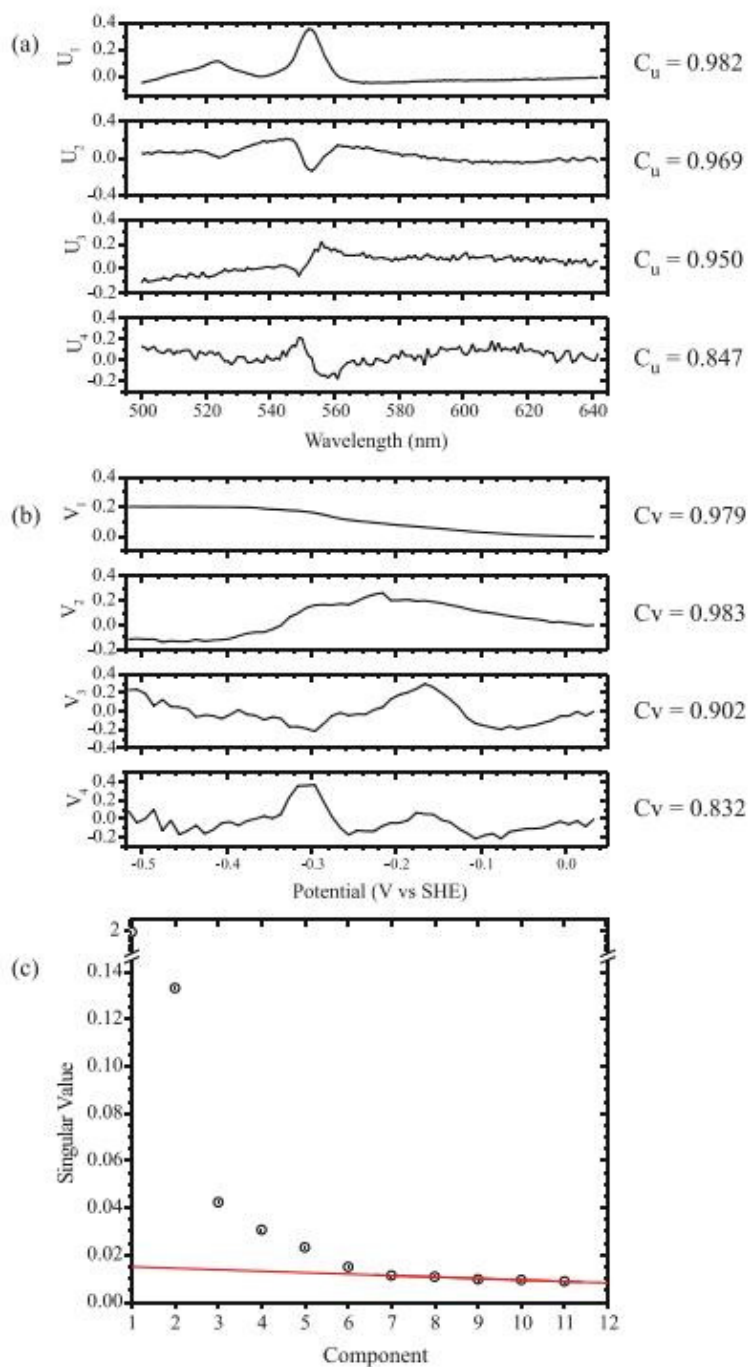 (a)
U1
0.4
0.0
Cu = 0.982
U2
0.4
0.0
-0.4
Cu = 0.969
U3
0.4
0.2
0.0
-0.2
Cu = 0.950
U4
0.4
0.2
0.0
-0.2
Cu = 0.847
500 520 540 560 580 600 620 640
Wavelength (nm)
(b)
V1
0.4
0.2
0.0
Cv = 0.979
V2
0.4
0.2
0.0
-0.2
Cv = 0.983
V3
0.4
0.2
0.0
-0.2
-0.4
Cv = 0.902
V4
0.4
0.2
0.0
-0.2
Cv = 0.832
-0.5 -0.4 -0.3 -0.2 -0.1 0.0
Potential (V vs SHE)
(c)
Singular Value
2
0.14
0.12
0.10
0.08
0.06
0.04
0.02
0.00
1 2 3 4 5 6 7 8 9 10 11 12
Component